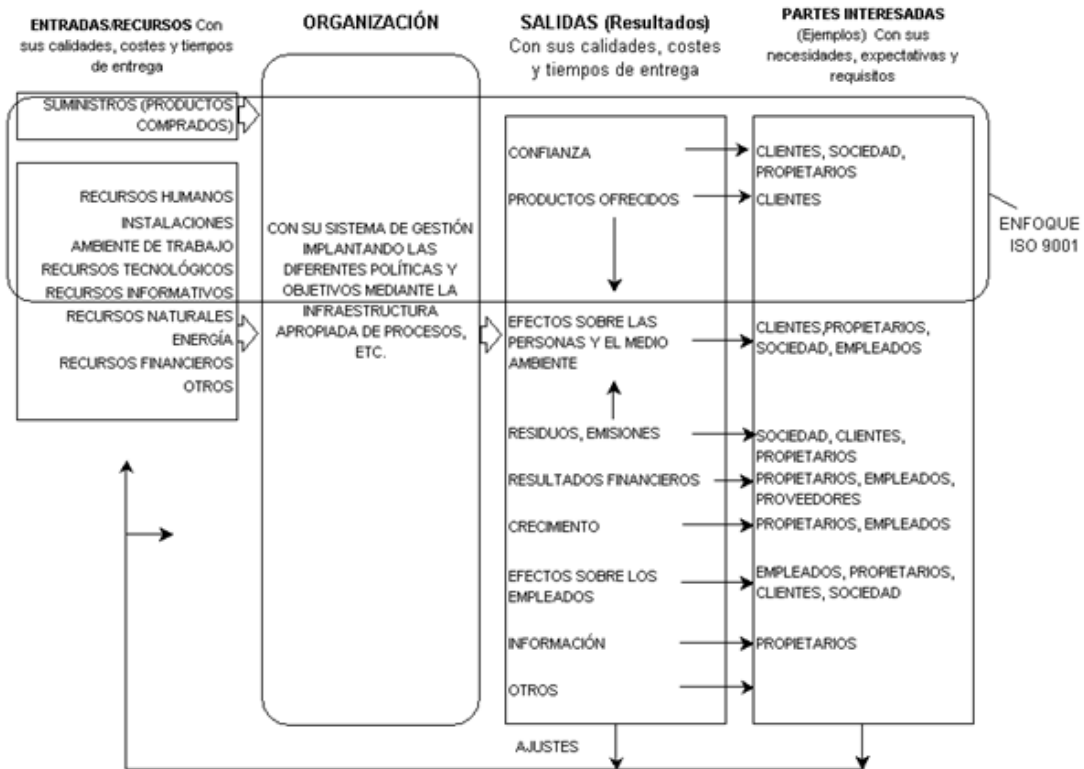 ENTRADAS/RECURSOS Con
sus calidades, costes y tiempos
de entrega
SUMINISTROS (PRODUCTOS
COMPRADOS)
RECURSOS HUMANOS
INSTALACIONES
AMBIENTE DE TRABAJO
RECURSOS TECNOLÓGICOS
RECURSOS INFORMATIVOS
RECURSOS NATURALES
ENERGÍA
RECURSOS FINANCIEROS
OTROS
ORGANIZACIÓN
CON SU SISTEMA DE GESTIÓN
IMPLANTANDO LAS
DIFERENTES POLÍTICAS Y
OBJETIVOS MEDIANTE LA
INFRAESTRUCTURA
APROPIADA DE PROCESOS,
ETC.
SALIDAS (Resultados)
Con sus calidades, costes
y tiempos de entrega
CONFIANZA
PRODUCTOS OFRECIDOS
EFECTOS SOBRE LAS
PERSONAS Y EL MEDIO
AMBIENTE
RESIDUOS, EMISIONES
RESULTADOS FINANCIEROS
CRECIMIENTO
EFECTOS SOBRE LOS
EMPLEADOS
INFORMACIÓN
OTROS
AJUSTES
PARTES INTERESADAS
(Ejemplos) Con sus
necesidades, expectativas y
requisitos
CLIENTES, SOCIEDAD,
PROPIETARIOS
CLIENTES
CLIENTES,PROPIETARIOS,
SOCIEDAD, EMPLEADOS
SOCIEDAD, CLIENTES,
PROPIETARIOS
PROPIETARIOS, EMPLEADOS,
PROVEEDORES
PROPIETARIOS, EMPLEADOS
EMPLEADOS, PROPIETARIOS,
CLIENTES, SOCIEDAD
PROPIETARIOS
ENFOQUE
ISO 9001